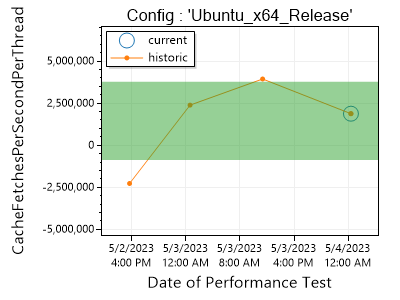 Config : 'Ubuntu_x64_Release'
current
historic
CacheFetchesPerSecondPerThread
5,000,000
2,500,000
0
-2,500,000
-5,000,000
5/2/2023 5/3/2023 5/3/2023 5/3/2023 5/4/2023
4:00 PM 12:00 AM 8:00 AM 4:00 PM 12:00 AM
Date of Performance Test